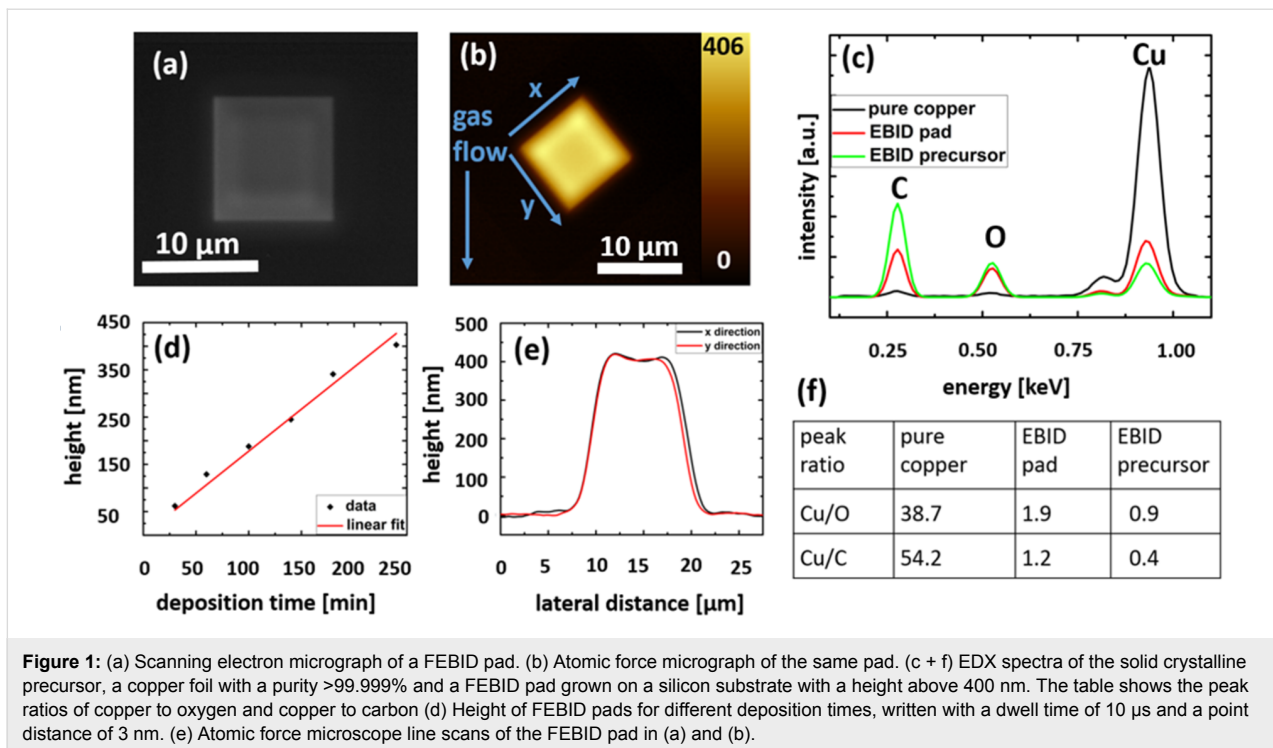 (a)
10 µm
(b)
x
gas
flow
y
10 µm
406
0
(c)
Cu
pure copper
EBID pad
EBID precursor
C
O
intensity [a.u.]
0.25 0.50 0.75 1.00
energy [keV]
(d)
450
350
250
150
50
height [nm]
data
linear fit
0 50 100 150 200 250
deposition time [min]
(e)
x direction
y direction
500
400
300
200
100
0
height [nm]
0 5 10 15 20 25
lateral distance [µm]
(f)
peak ratio pure copper EBID pad EBID precursor
Cu/O 38.7 1.9 0.9
Cu/C 54.2 1.2 0.4
Figure 1: (a) Scanning electron micrograph of a FEBID pad. (b) Atomic force micrograph of the same pad. (c + f) EDX spectra of the solid crystalline
precursor, a copper foil with a purity >99.999% and a FEBID pad grown on a silicon substrate with a height above 400 nm. The table shows the peak
ratios of copper to oxygen and copper to carbon (d) Height of FEBID pads for different deposition times, written with a dwell time of 10 µs and a point
distance of 3 nm. (e) Atomic force microscope line scans of the FEBID pad in (a) and (b).